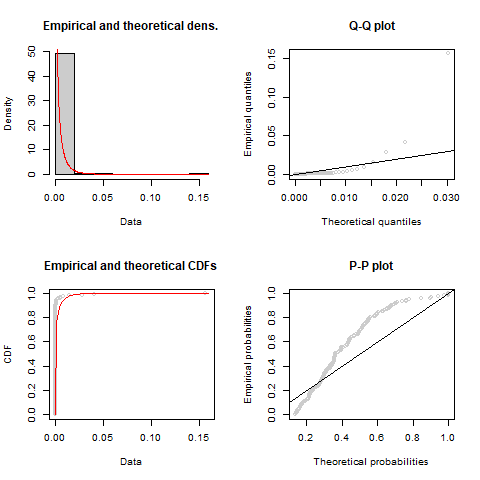 Empirical and theoretical dens.
Density
0 10 20 30 40 50
0.00 0.05 0.10 0.15
Data
Q-Q plot
Empirical quantiles
0.00 0.05 0.10 0.15
0.000 0.010 0.020 0.030
Theoretical quantiles
Empirical and theoretical CDFs
CDF
0.0 0.2 0.4 0.6 0.8 1.0
0.00 0.05 0.10 0.15
Data
P-P plot
Empirical probabilities
0.0 0.2 0.4 0.6 0.8 1.0
0.2 0.4 0.6 0.8 1.0
Theoretical probabilities